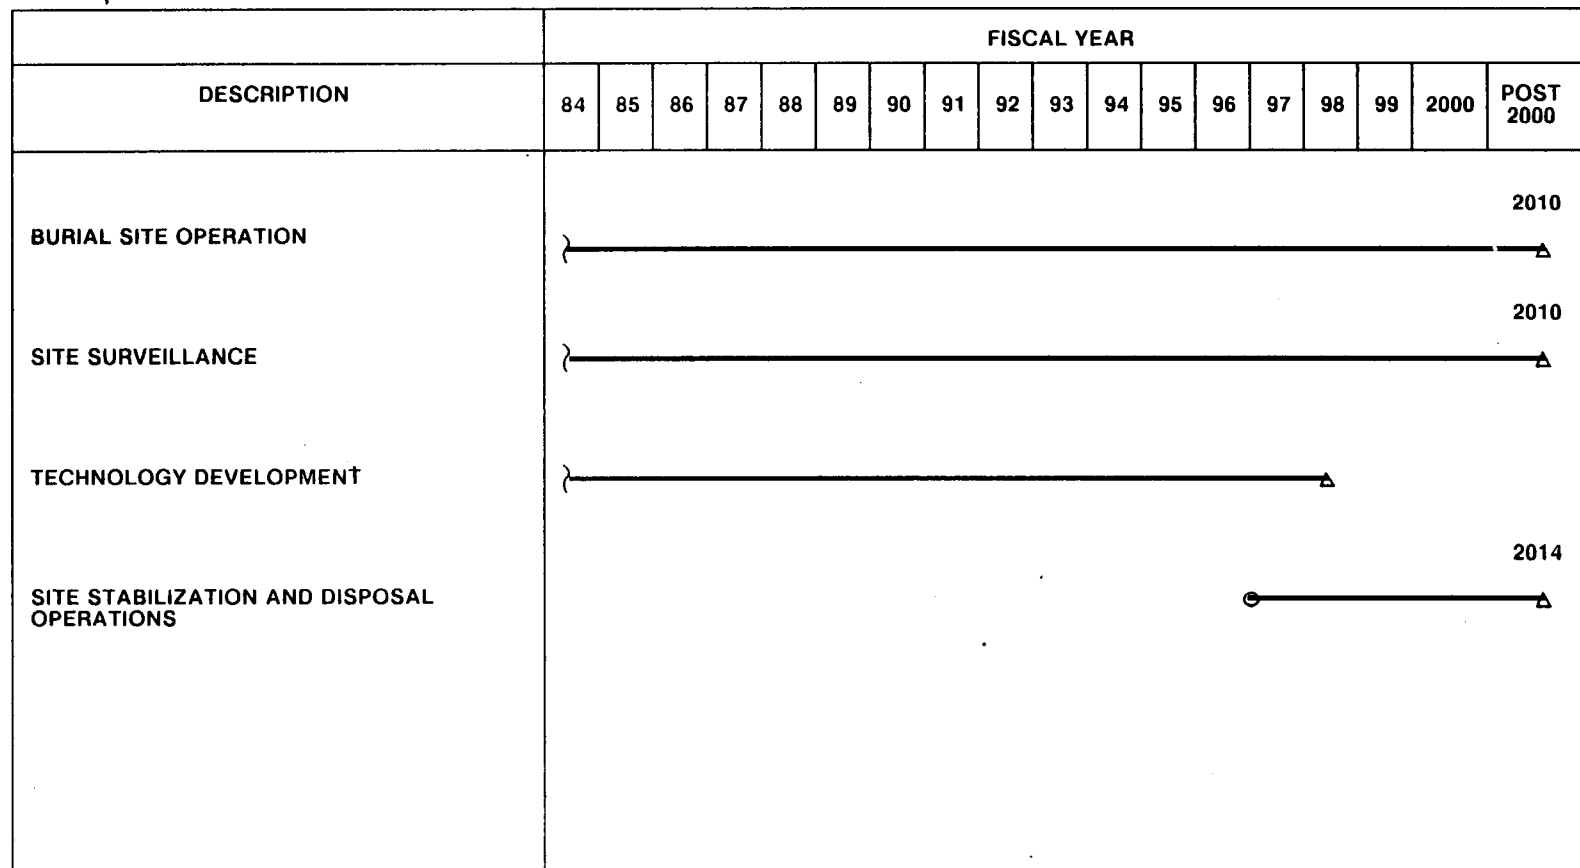 FISCAL YEAR
DESCRIPTION
84 85 86 87 88 89 90 91 92 93 94 95 96 97 98 99 2000 POST 2000
2010
BURIAL SITE OPERATION
2010
SITE SURVEILLANCE
TECHNOLOGY DEVELOPMENT†
2014
SITE STABILIZATION AND DISPOSAL
OPERATIONS